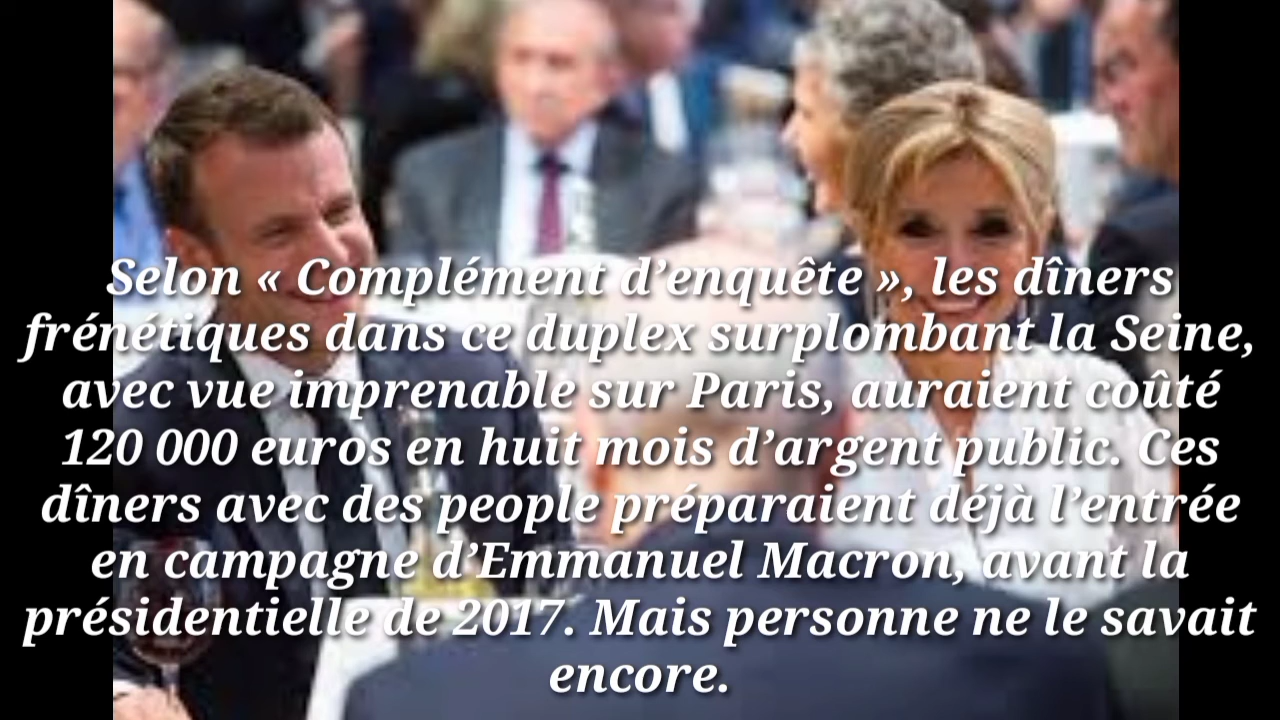 Selon « Complément d’enquête », les dîners
frénétiques dans ce duplex surplombant la Seine,
avec vue imprenable sur Paris, auraient coûté
120 000 euros en huit mois d’argent public. Ces
dîners avec des people préparaient déjà l’entrée
en campagne d’Emmanuel Macron, avant la
présidentielle de 2017. Mais personne ne le savait
encore.